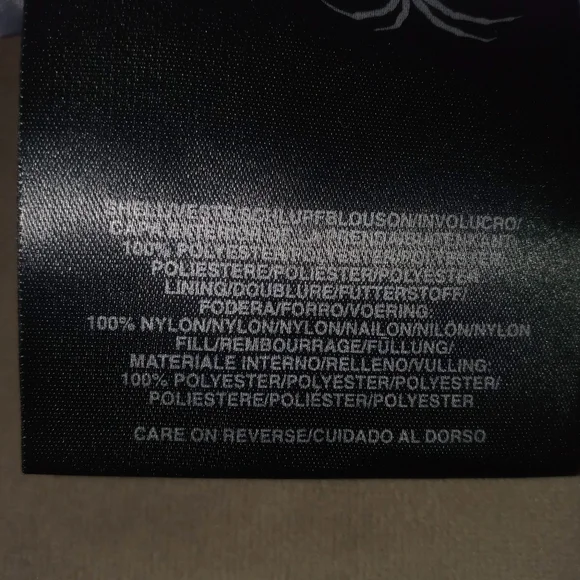 SHELL/VESTE/SCHLUPFBLOUSON/INVOLUCRO/
100% POLYESTER/POLYESTER/POLYESTER/
POLIESTERE/POLIESTER/POLYESTER
LINING/DOUBLURE/FUTTERSTOFF/
FODERA/FORRO/VOERING:
100% NYLON/NYLON/NYLON/NAILON/NILON/NYLON
FILL/REMBOURRAGE/FÜLLUNG/
MATERIALE INTERNO/RELLENO/VULLING:
100% POLYESTER/POLYESTER/POLYESTER/
POLIESTERE/POLIÉSTER/POLYESTER
CARE ON REVERSE/CUIDADO AL DORSO